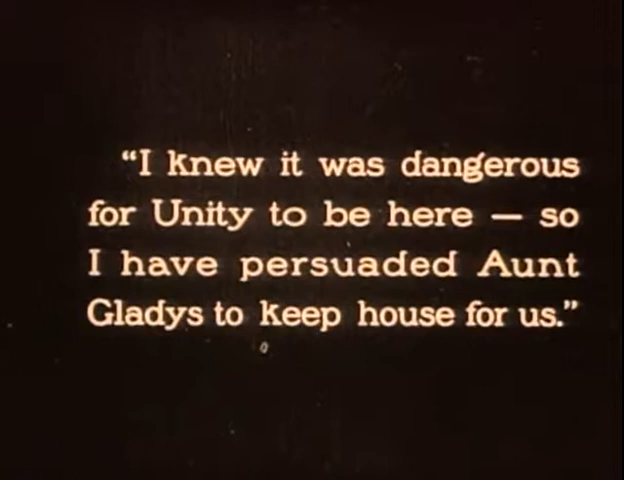 “I knew it was dangerous
for Unity to be here — so
I have persuaded Aunt
Gladys to keep house for us.”